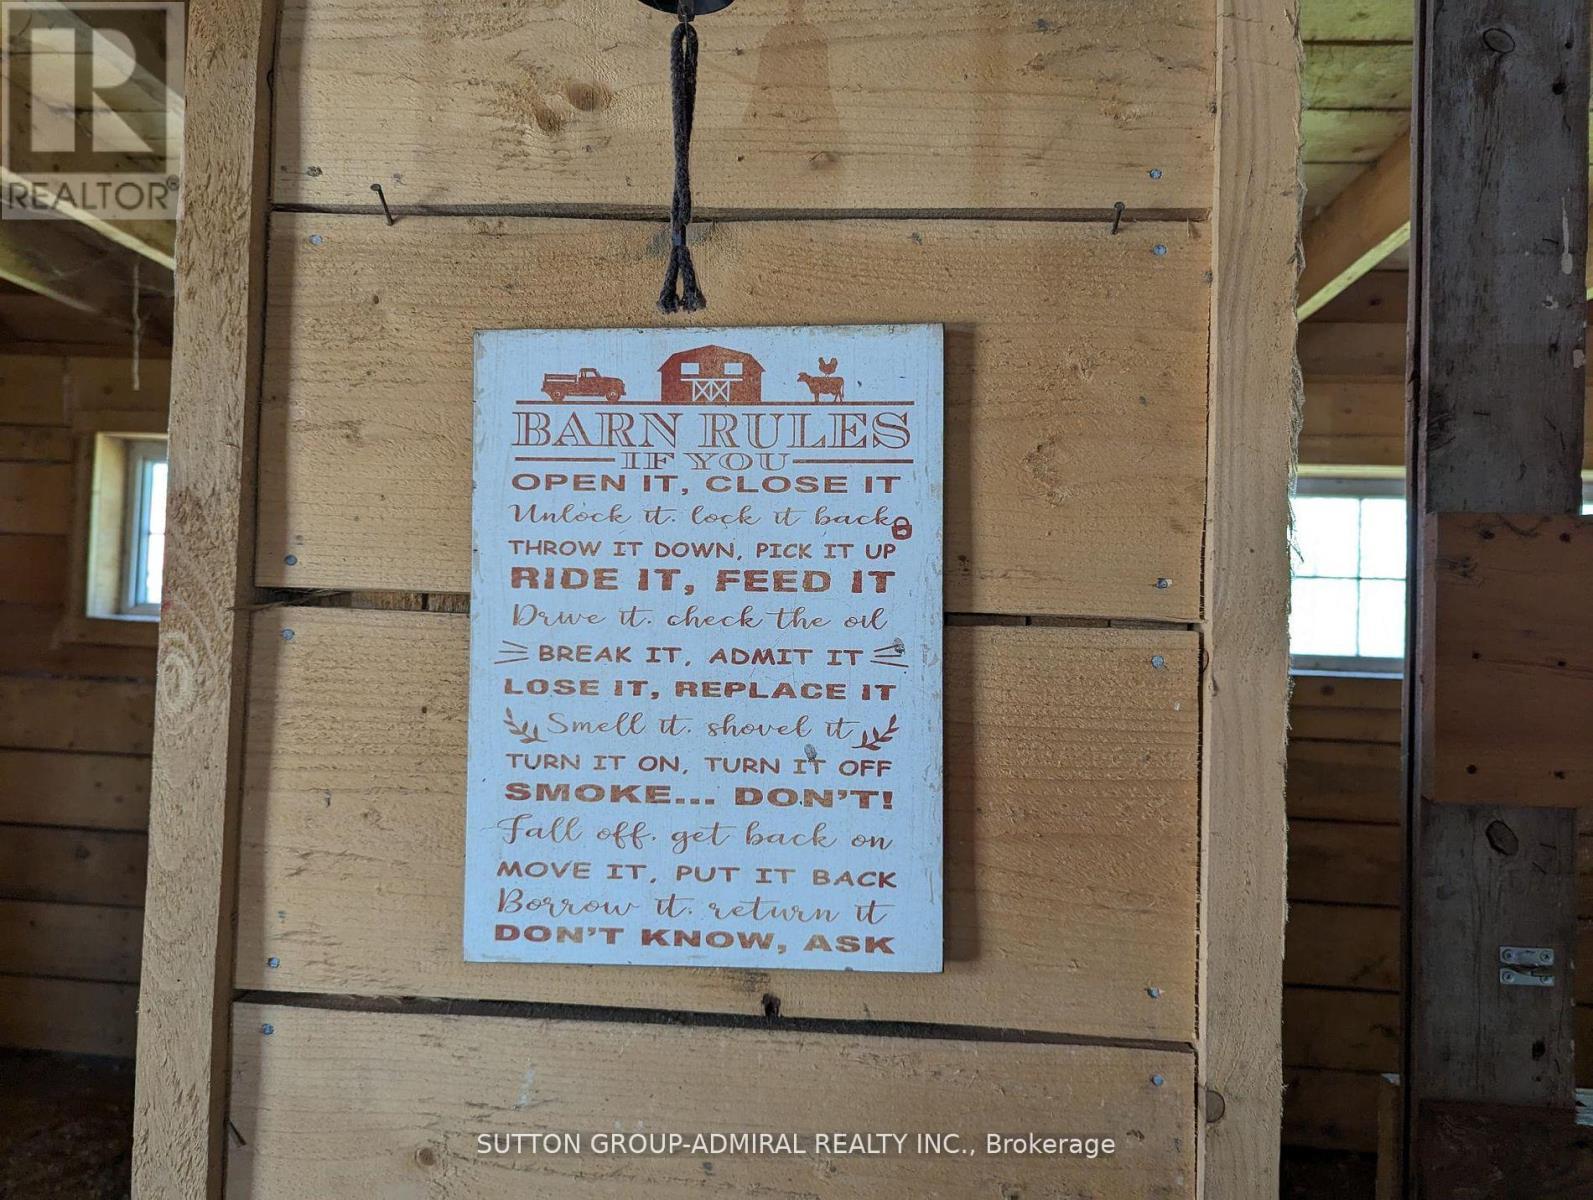 REALTOR®
BARN RULES
IF YOU
OPEN IT, CLOSE IT
Unlock it, lock it back
THROW IT DOWN, PICK IT UP
RIDE IT, FEED IT
Drive it, check the oil
BREAK IT, ADMIT IT
LOSE IT, REPLACE IT
Smell it, shovel it
TURN IT ON, TURN IT OFF
SMOKE... DON'T!
Fall off, get back on
MOVE IT, PUT IT BACK
Borrow it, return it
DON'T KNOW, ASK
SUTTON GROUP-ADMIRAL REALTY INC., Brokerage